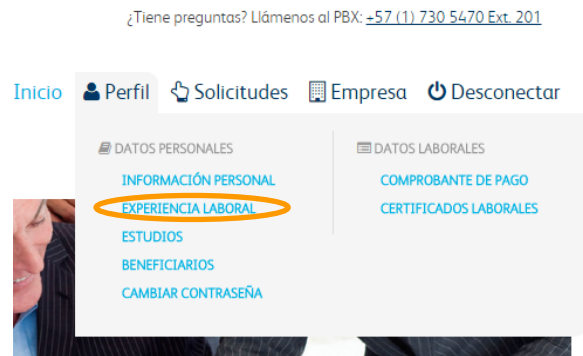 ¿Tiene preguntas? Llámenos al PBX: +57 (1) 730 5470 Ext. 201
Inicio Perfil Solicitudes Empresa Desconectar
DATOS PERSONALES
INFORMACIÓN PERSONAL
EXPERIENCIA LABORAL
ESTUDIOS
BENEFICIARIOS
CAMBIAR CONTRASEÑA
DATOS LABORALES
COMPROBANTE DE PAGO
CERTIFICADOS LABORALES